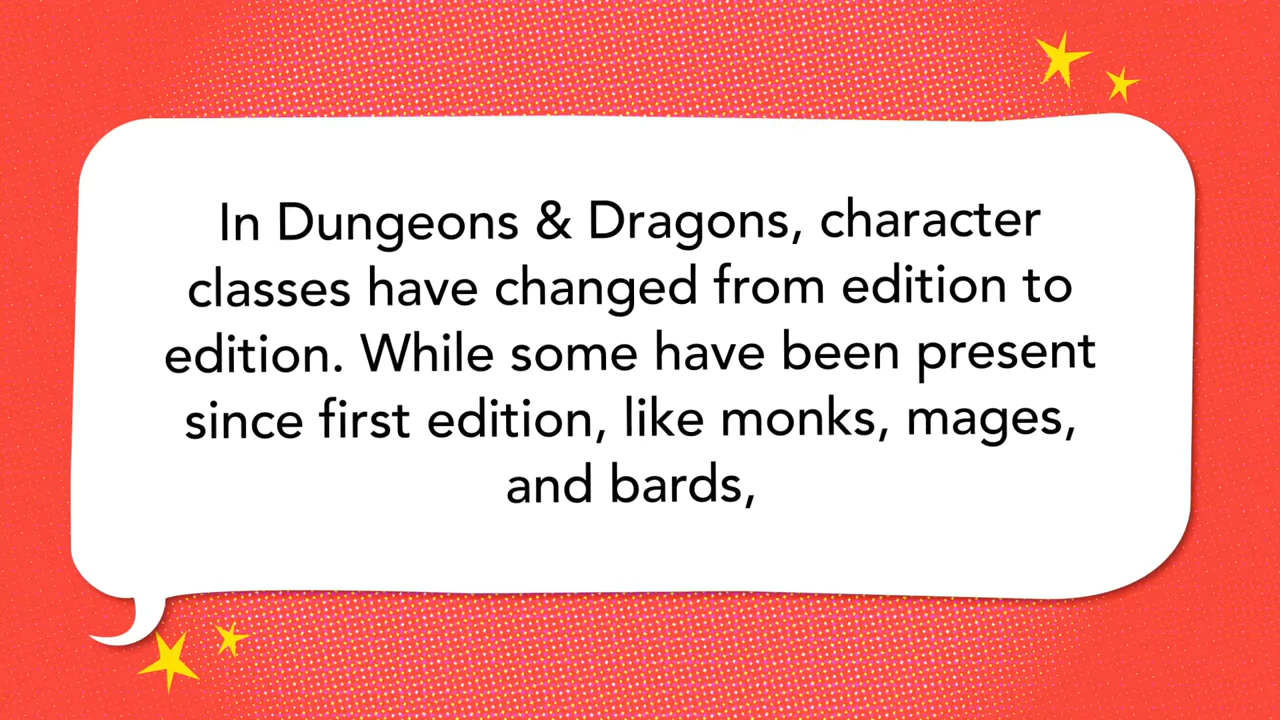 In Dungeons & Dragons, character
classes have changed from edition to
edition. While some have been present
since first edition, like monks, mages,
and bards,